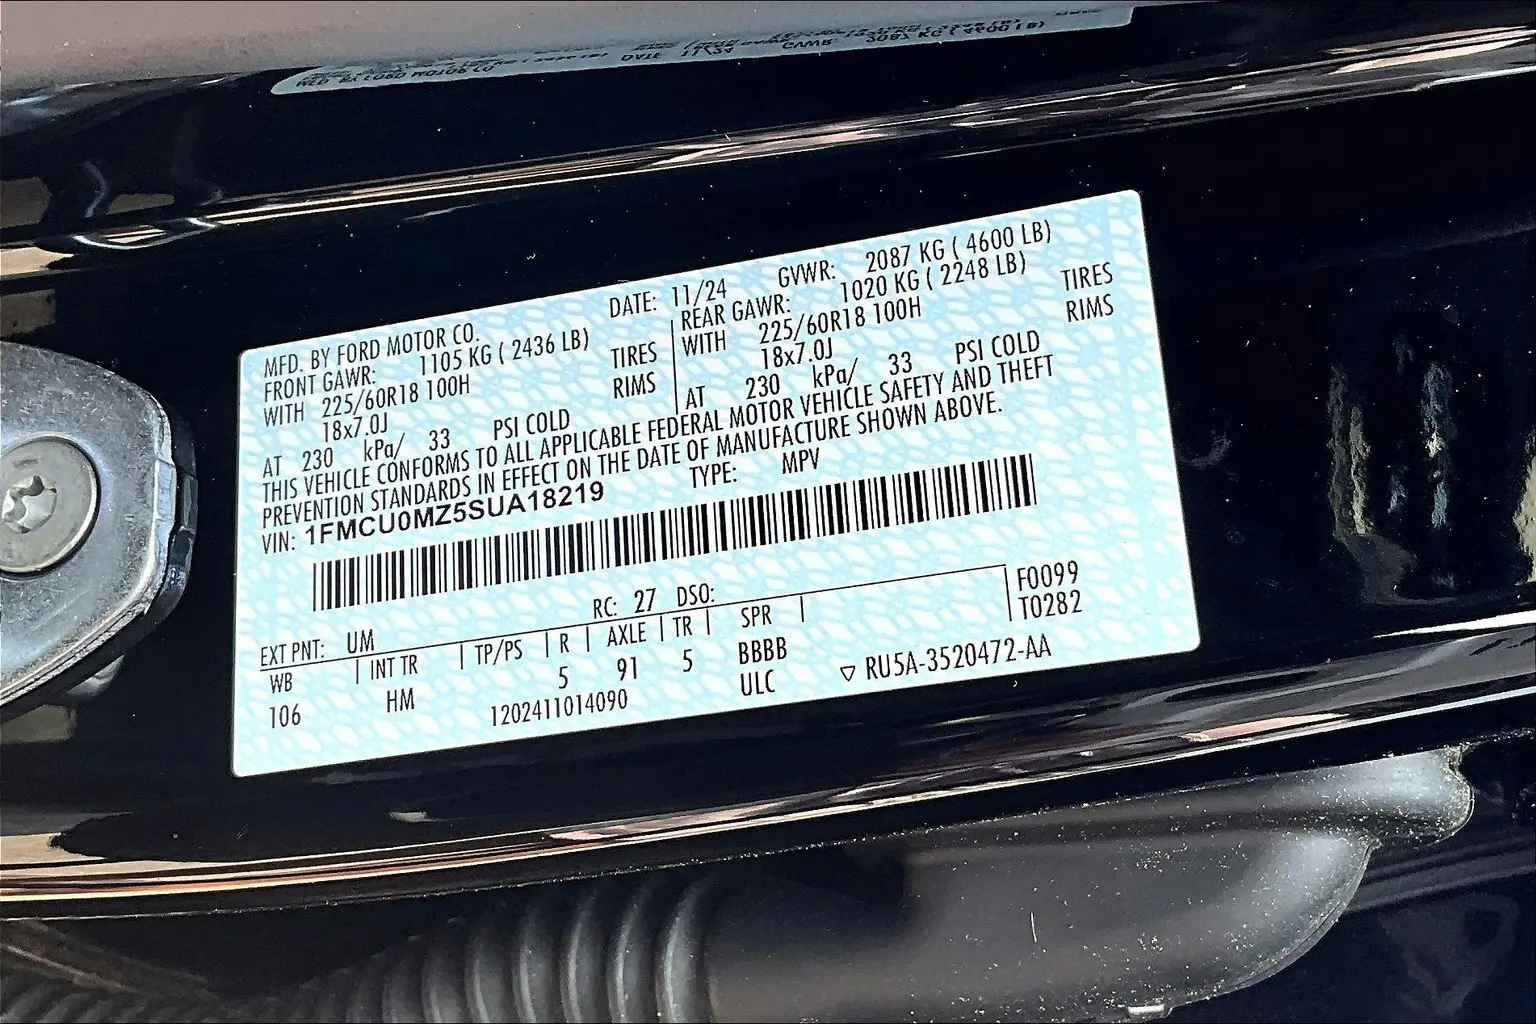 MFD. BY FORD MOTOR CO.
DATE: 11/24
GVWR: 2087 KG ( 4600 LB)
FRONT GAWR: 1105 KG ( 2436 LB)
WITH 225/60R18 100H TIRES
18x7.0J RIMS
AT 230 kPa/ 33 PSI COLD
REAR GAWR: 1020 KG ( 2248 LB)
WITH 225/60R18 100H TIRES
18x7.0J RIMS
AT 230 kPa/ 33 PSI COLD
THIS VEHICLE CONFORMS TO ALL APPLICABLE FEDERAL MOTOR VEHICLE SAFETY AND THEFT
PREVENTION STANDARDS IN EFFECT ON THE DATE OF MANUFACTURE SHOWN ABOVE.
VIN: 1FMCU0MZ5SUA18219
TYPE: MPV
EXT PNT: UM RC: 27 DSO: F0099
WB INT TR TP/PS R AXLE TR SPR T0282
106 HM 5 91 5 BBBB
1202411014090 ULC ▽ RU5A-3520472-AA